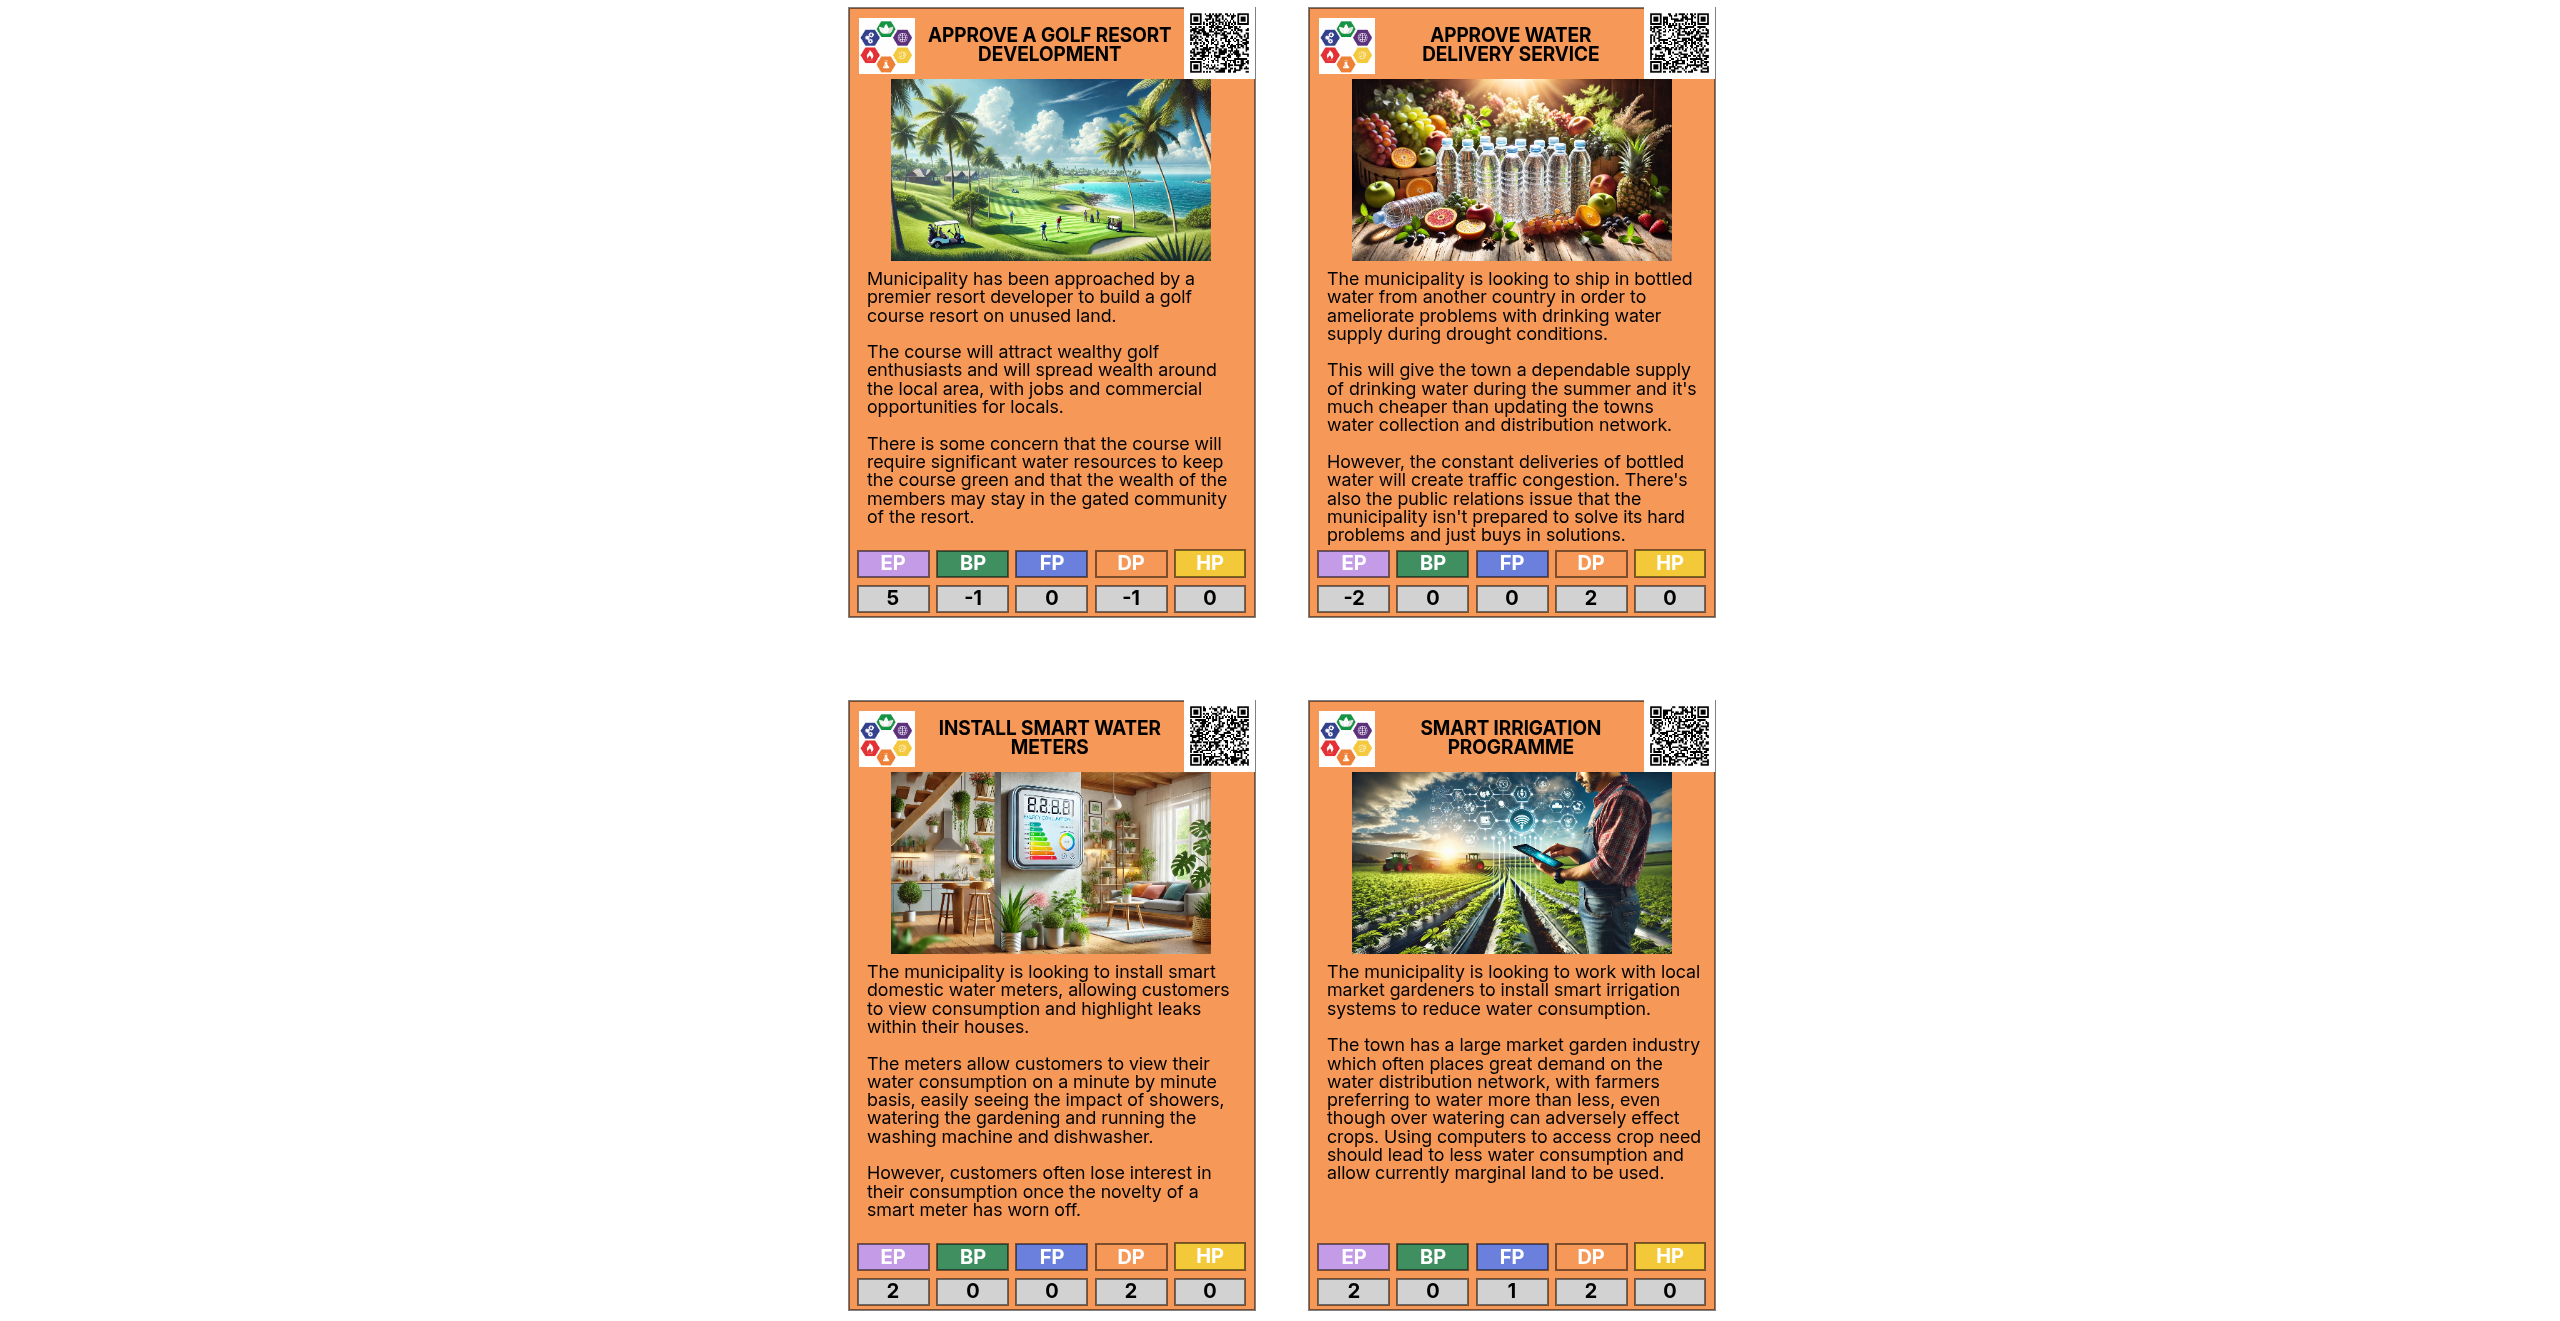 APPROVE A GOLF RESORT
DEVELOPMENT
Municipality has been approached by a
premier resort developer to build a golf
course resort on unused land.
The course will attract wealthy golf
enthusiasts and will spread wealth around
the local area, with jobs and commercial
opportunities for locals.
There is some concern that the course will
require significant water resources to keep
the course green and that the wealth of the
members may stay in the gated community
of the resort.
EP BP FP DP HP
5 -1 0 -1 0
APPROVE WATER
DELIVERY SERVICE
The municipality is looking to ship in bottled
water from another country in order to
ameliorate problems with drinking water
supply during drought conditions.
This will give the town a dependable supply
of drinking water during the summer and it's
much cheaper than updating the towns
water collection and distribution network.
However, the constant deliveries of bottled
water will create traffic congestion. There's
also the public relations issue that the
municipality isn't prepared to solve its hard
problems and just buys in solutions.
EP BP FP DP HP
-2 0 0 2 0
INSTALL SMART WATER
METERS
The municipality is looking to install smart
domestic water meters, allowing customers
to view consumption and highlight leaks
within their houses.
The meters allow customers to view their
water consumption on a minute by minute
basis, easily seeing the impact of showers,
watering the gardening and running the
washing machine and dishwasher.
However, customers often lose interest in
their consumption once the novelty of a
smart meter has worn off.
EP BP FP DP HP
2 0 0 2 0
SMART IRRIGATION
PROGRAMME
The municipality is looking to work with local
market gardeners to install smart irrigation
systems to reduce water consumption.
The town has a large market garden industry
which often places great demand on the
water distribution network, with farmers
preferring to water more than less, even
though over watering can adversely effect
crops. Using computers to access crop need
should lead to less water consumption and
allow currently marginal land to be used.
EP BP FP DP HP
2 0 1 2 0